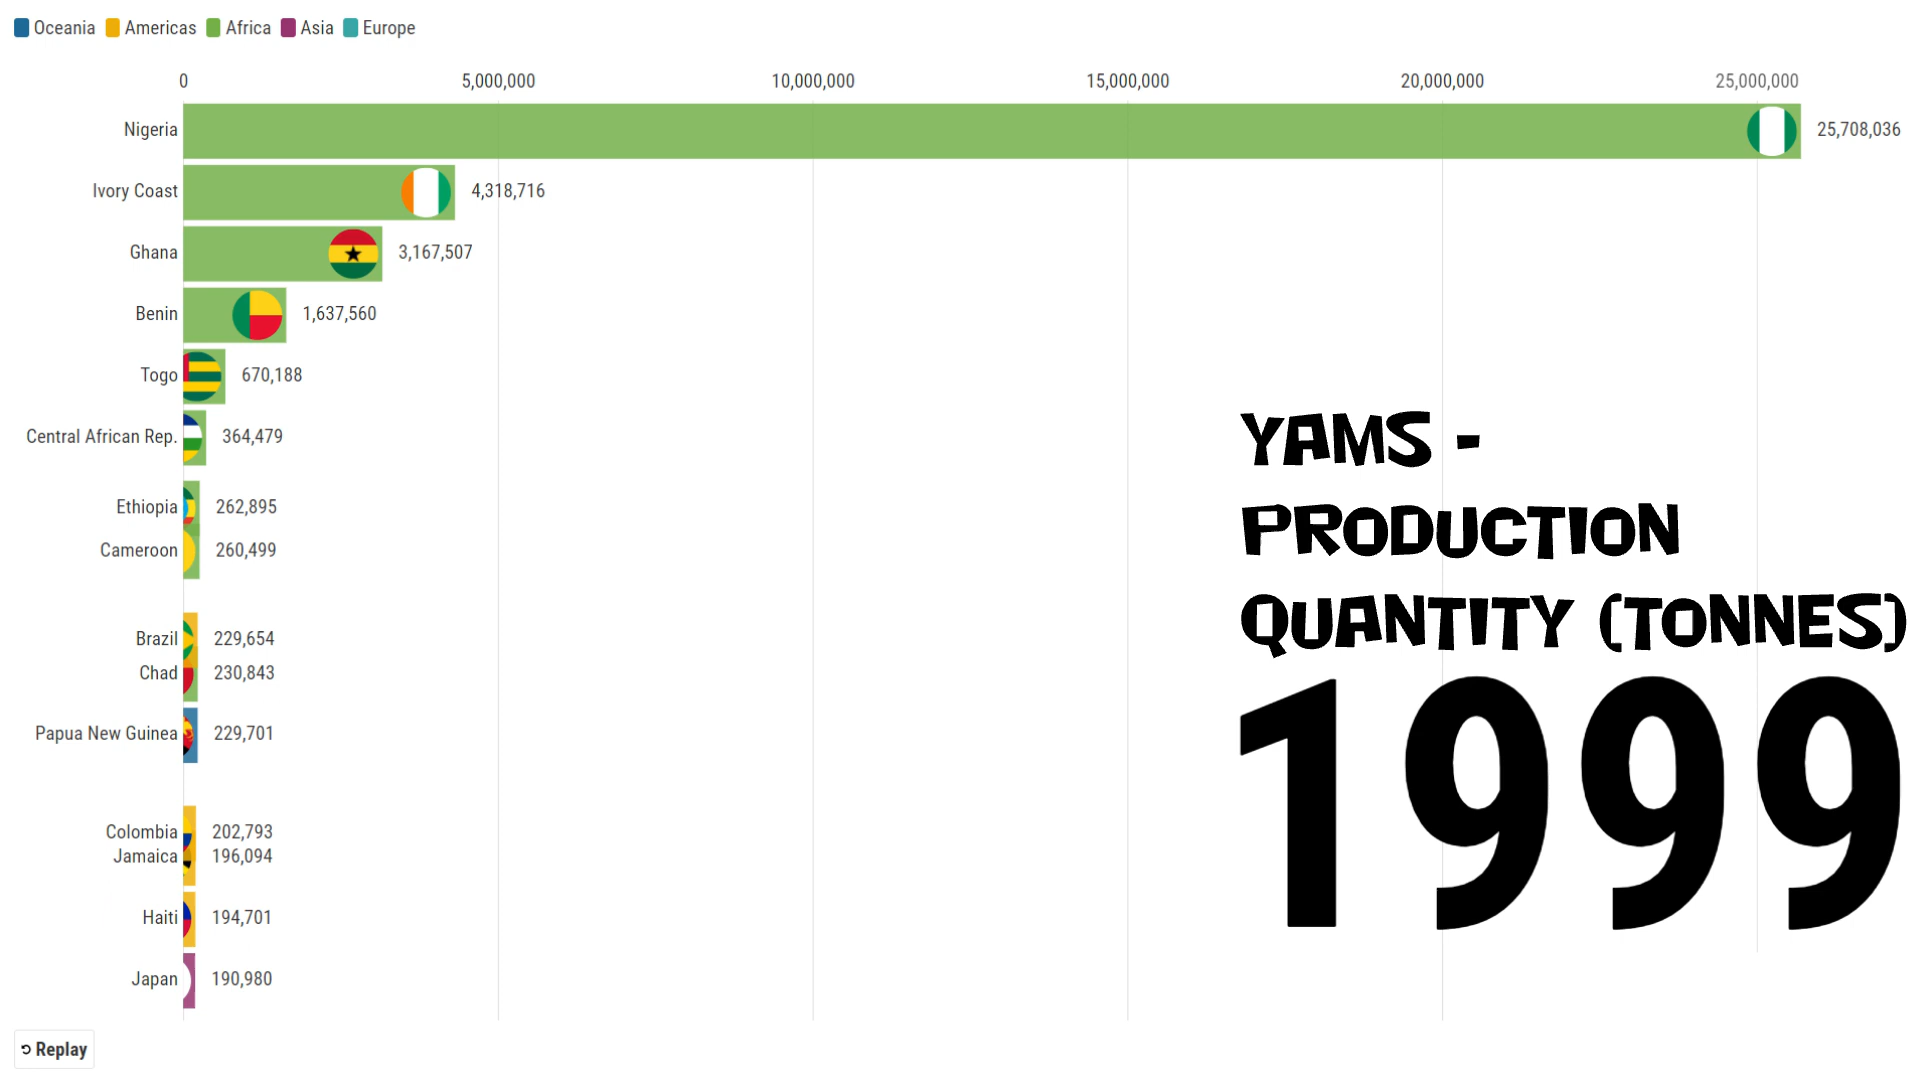 Oceania Americas Africa Asia Europe
0 5,000,000 10,000,000 15,000,000 20,000,000 25,000,000
Nigeria 25,708,036
Ivory Coast 4,318,716
Ghana 3,167,507
Benin 1,637,560
Togo 670,188
Central African Rep. 364,479
Ethiopia 262,895
Cameroon 260,499
Brazil 229,654
Chad 230,843
Papua New Guinea 229,701
Colombia 202,793
Jamaica 196,094
Haiti 194,701
Japan 190,980
YAMS -
PRODUCTION
QUANTITY (TONNES)
1999
Replay